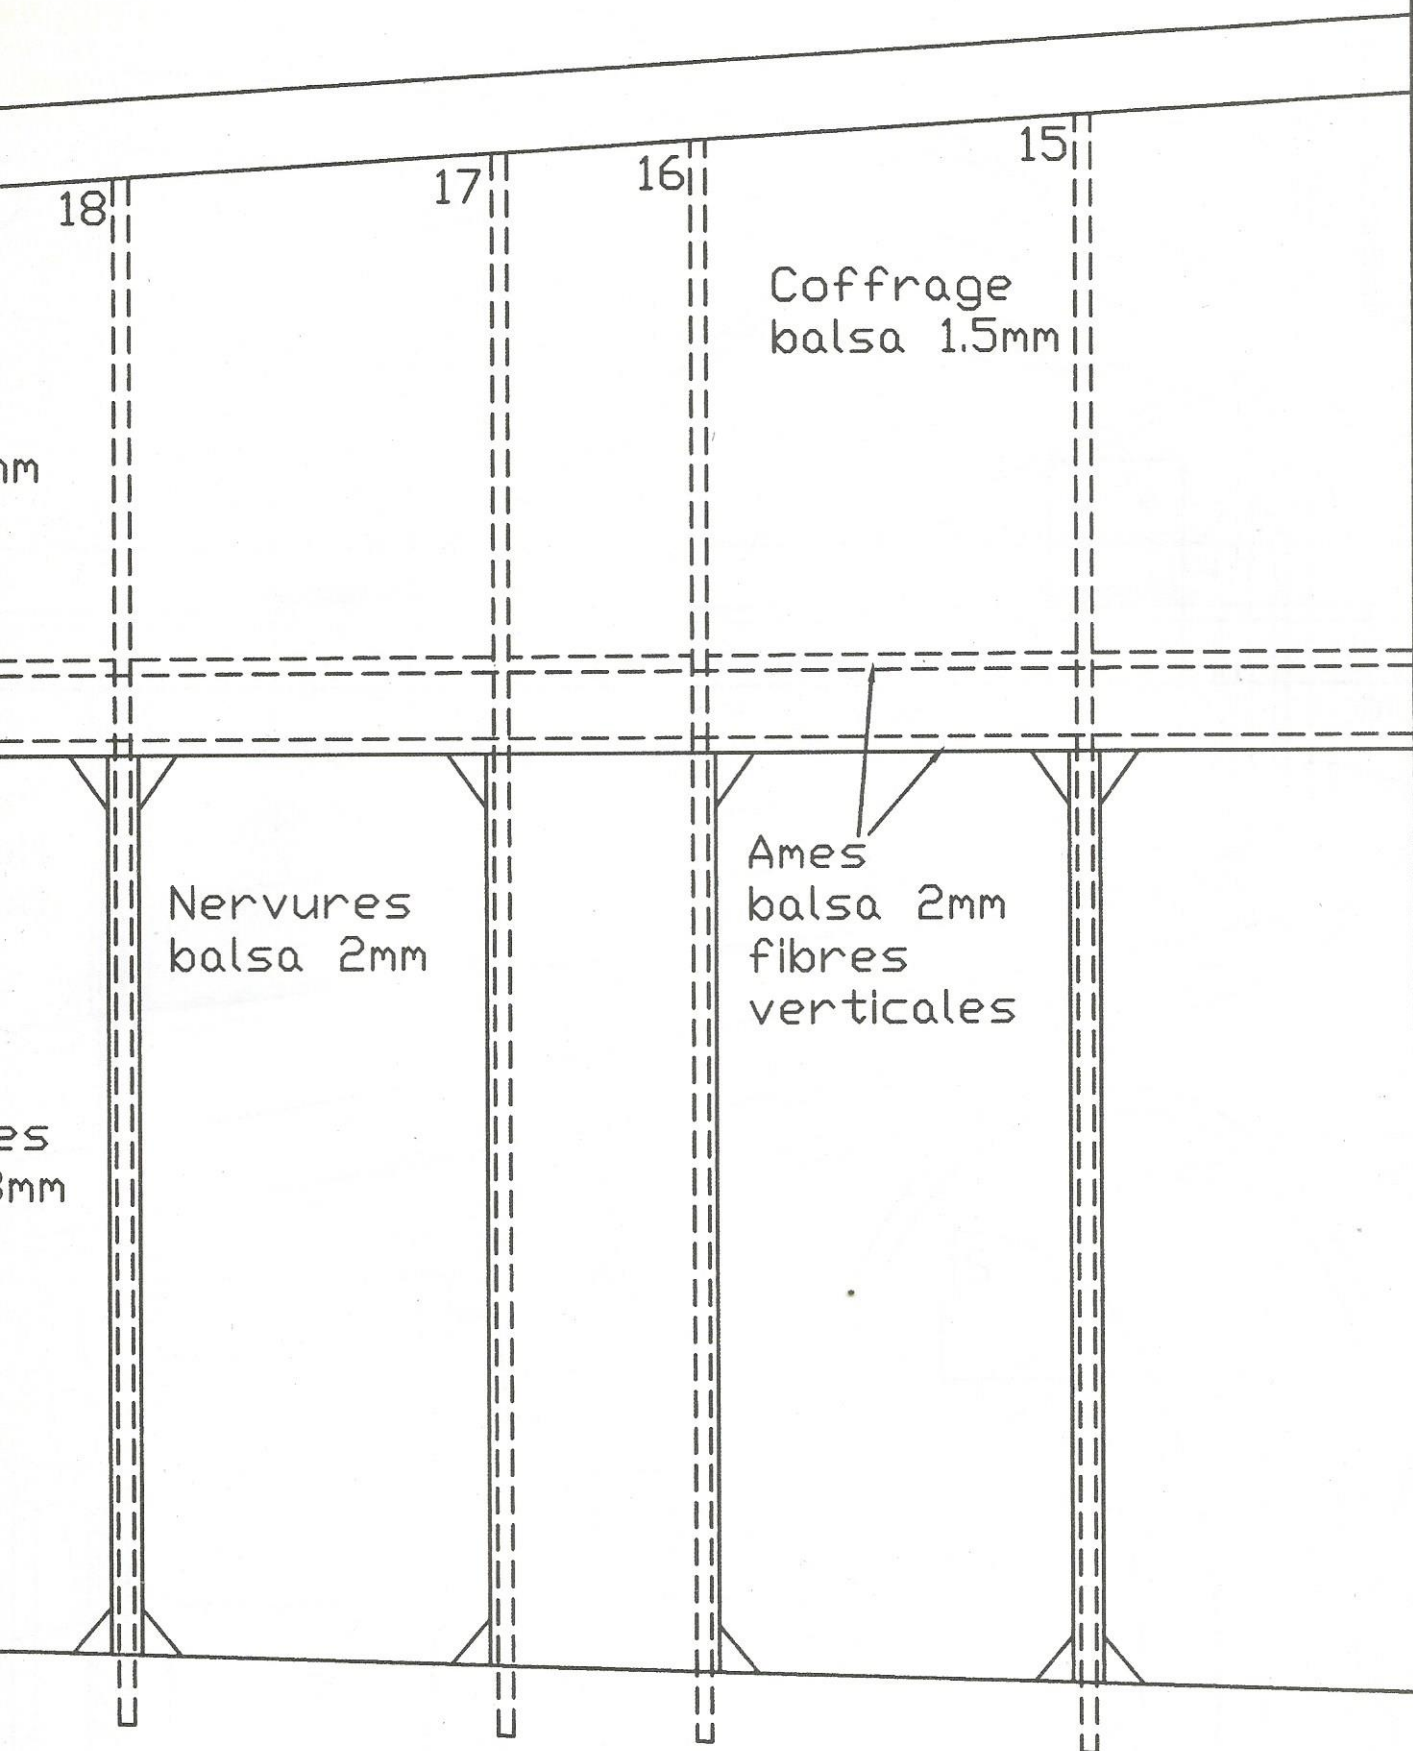 15
16
17
18
Coffrage
balsa 1.5mm
Ames
balsa 2mm
fibres
verticales
Nervures
balsa 2mm